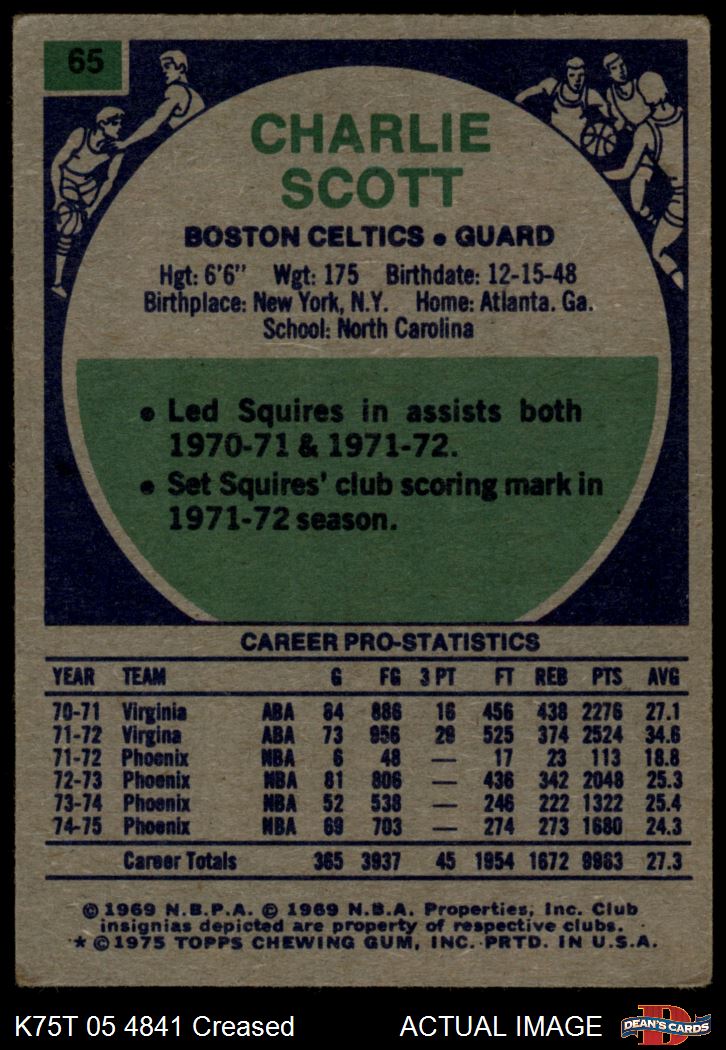 65
CHARLIE
SCOTT
BOSTON CELTICS • GUARD
Hgt: 6'6" Wgt: 175 Birthdate: 12-15-48
Birthplace: New York, N.Y. Home: Atlanta. Ga.
School: North Carolina
• Led Squires in assists both
1970-71 & 1971-72.
• Set Squires' club scoring mark in
1971-72 season.
CAREER PRO-STATISTICS
YEAR TEAM G FG 3 PT FT REB PTS AVG
70-71 Virginia ABA 84 886 16 456 438 2276 27.1
71-72 Virgina ABA 73 956 29 525 374 2524 34.6
71-72 Phoenix NBA 6 48 — 17 23 113 18.8
72-73 Phoenix NBA 81 806 — 436 342 2048 25.3
73-74 Phoenix NBA 52 538 — 246 222 1322 25.4
74-75 Phoenix NBA 69 703 — 274 273 1680 24.3
Career Totals 365 3937 45 1954 1672 9963 27.3
© 1969 N.B.P.A. © 1969 N.B.A. Properties, Inc. Club
insignias depicted are property of respective clubs.
* © 1975 TOPPS CHEWING GUM, INC. PRTD. IN U.S.A.
K75T 05 4841 Creased ACTUAL IMAGE
D
DEAN'S CARDS